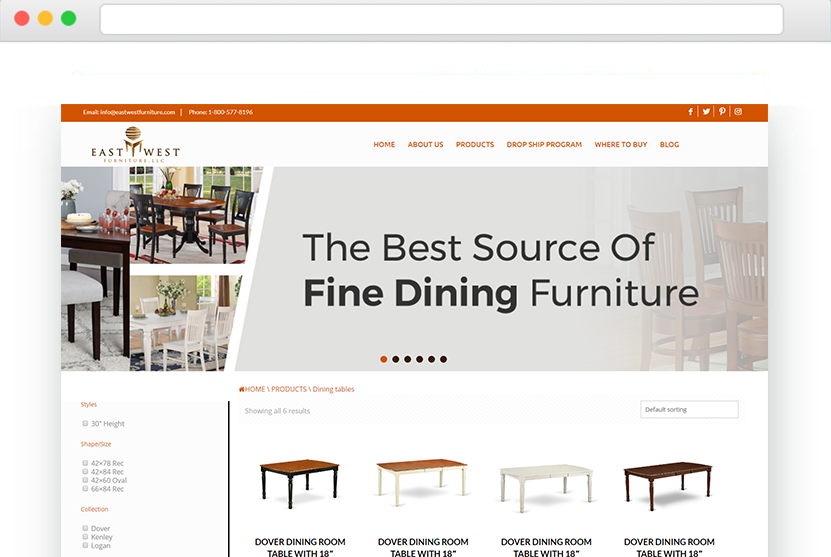 Email: info@eastwestfurniture.com | Phone: 1-800-577-8196
EAST WEST
FURNITURE, LLC
HOME ABOUT US PRODUCTS DROP SHIP PROGRAM WHERE TO BUY BLOG
The Best Source Of
Fine Dining Furniture
HOME \ PRODUCTS \ Dining tables
Showing all 6 results
Default sorting
Styles
30" Height
Shape/Size
42×78 Rec
42×84 Rec
42×60 Oval
66×84 Rec
Collection
Dover
Kenley
Logan
DOVER DINING ROOM
TABLE WITH 18"
DOVER DINING ROOM
TABLE WITH 18"
DOVER DINING ROOM
TABLE WITH 18"
DOVER DINING ROOM
TABLE WITH 18"